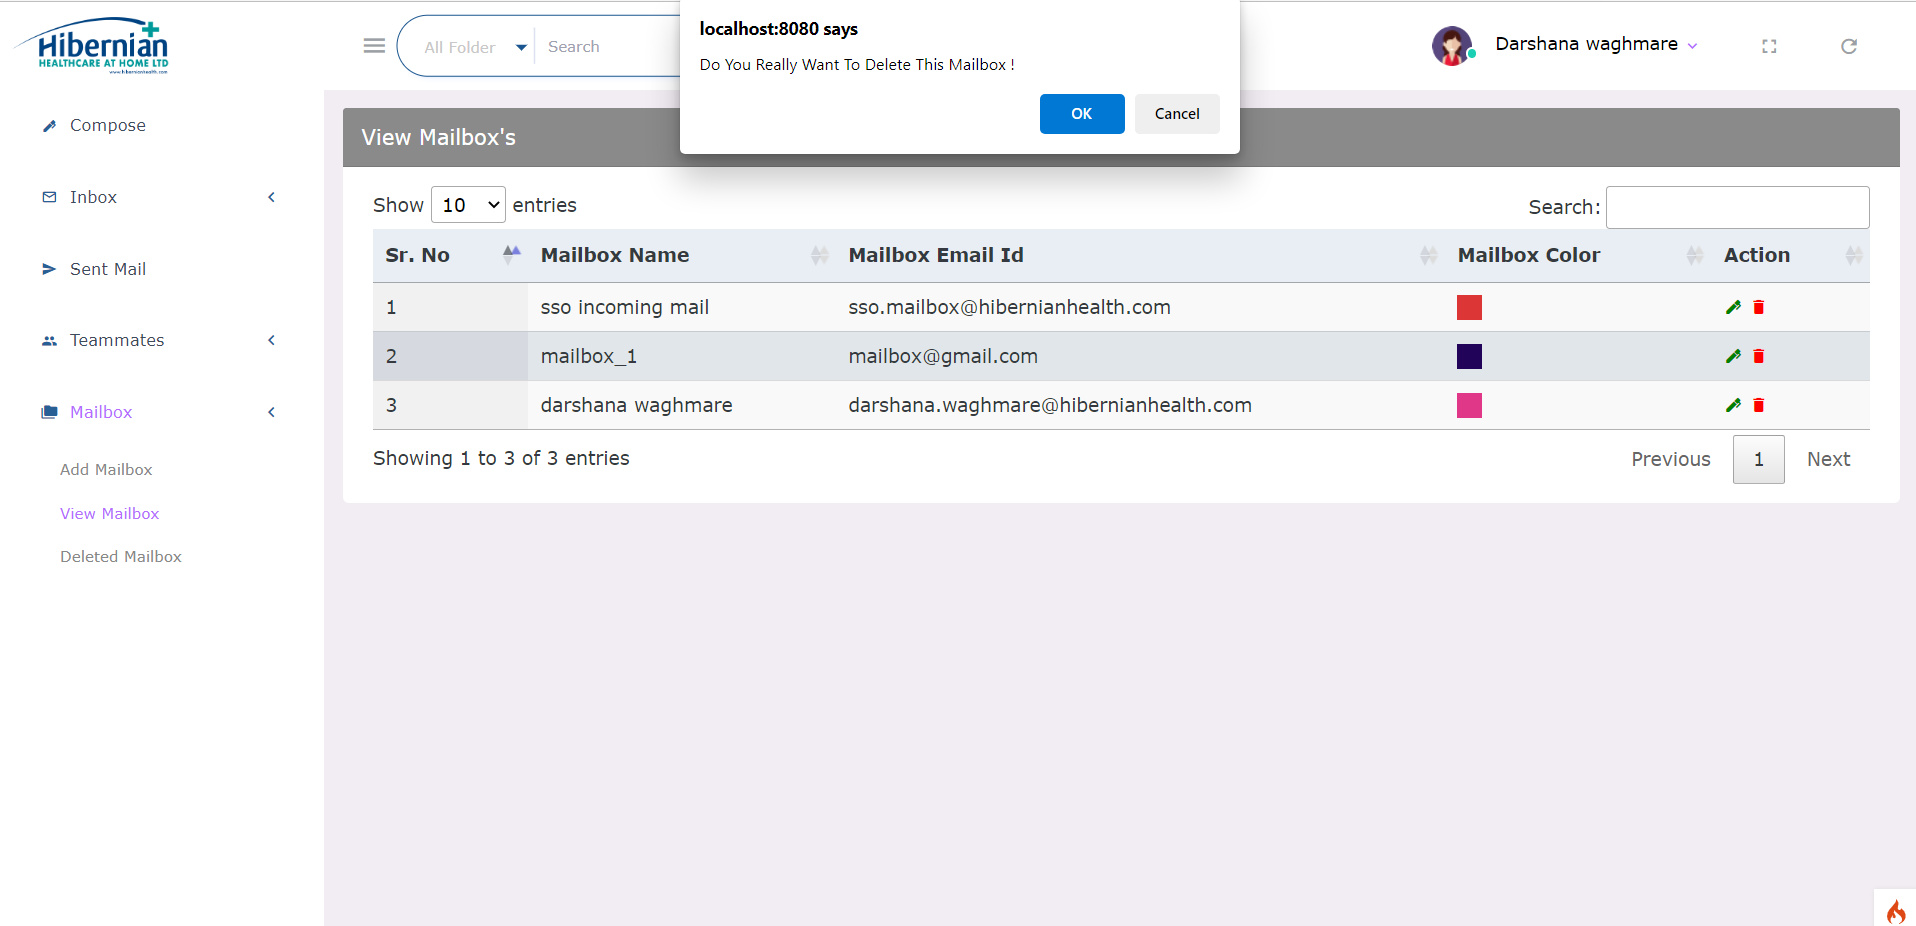 Hibernian
HEALTHCARE AT HOME LTD
www.hibernianhealth.com
All Folder Search
localhost:8080 says
Do You Really Want To Delete This Mailbox !
OK Cancel
Darshana waghmare
Compose
Inbox
Sent Mail
Teammates
Mailbox
Add Mailbox
View Mailbox
Deleted Mailbox
View Mailbox's
Show 10 entries Search:
Sr. No Mailbox Name Mailbox Email Id Mailbox Color Action
1 sso incoming mail sso.mailbox@hibernianhealth.com
2 mailbox_1 mailbox@gmail.com
3 darshana waghmare darshana.waghmare@hibernianhealth.com
Showing 1 to 3 of 3 entries Previous 1 Next